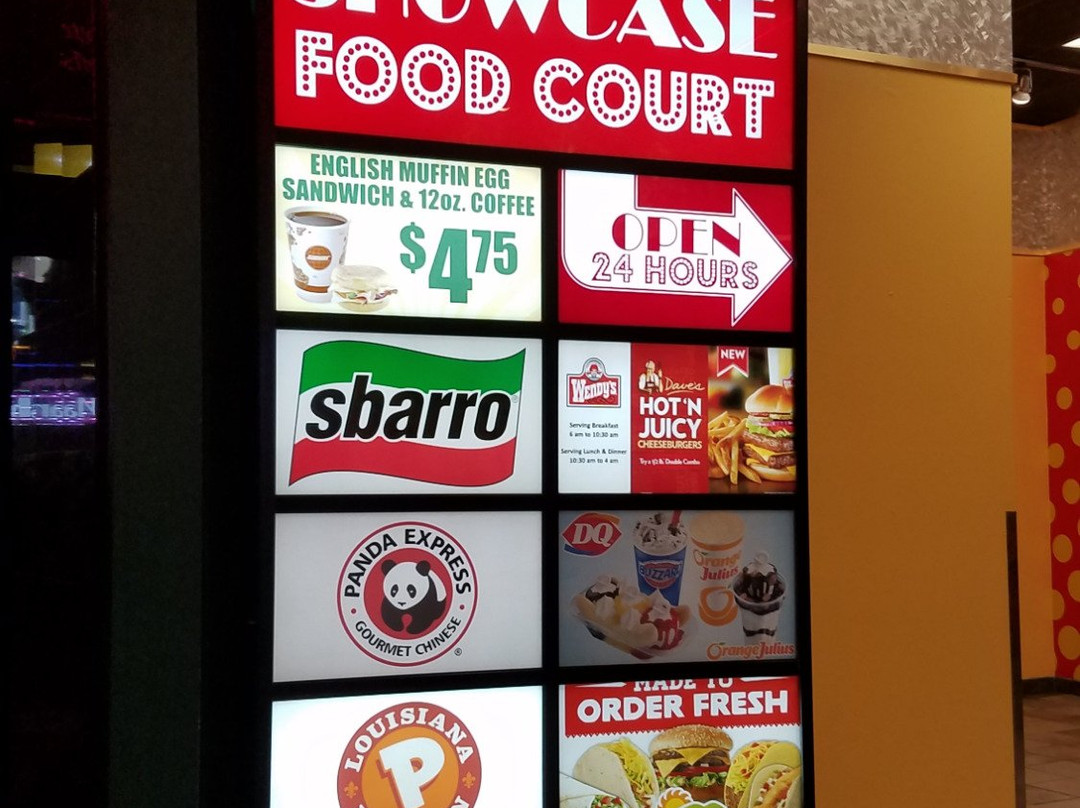 SHOWCASE
FOOD COURT
ENGLISH MUFFIN EGG
SANDWICH & 12oz. COFFEE
$4.75
OPEN
24 HOURS
sbarro
Wendy's
Serving Breakfast
6 am to 10:30 am
Serving Lunch & Dinner
10:30 am to 4 am
Dave's
HOT'N
JUICY
CHEESEBURGERS
NEW
PANDA EXPRESS
GOURMET CHINESE
®
DQ
BLIZZARD
Orange
Julius
Orange Julius
LOUISIANA
P
MADE TO
ORDER FRESH